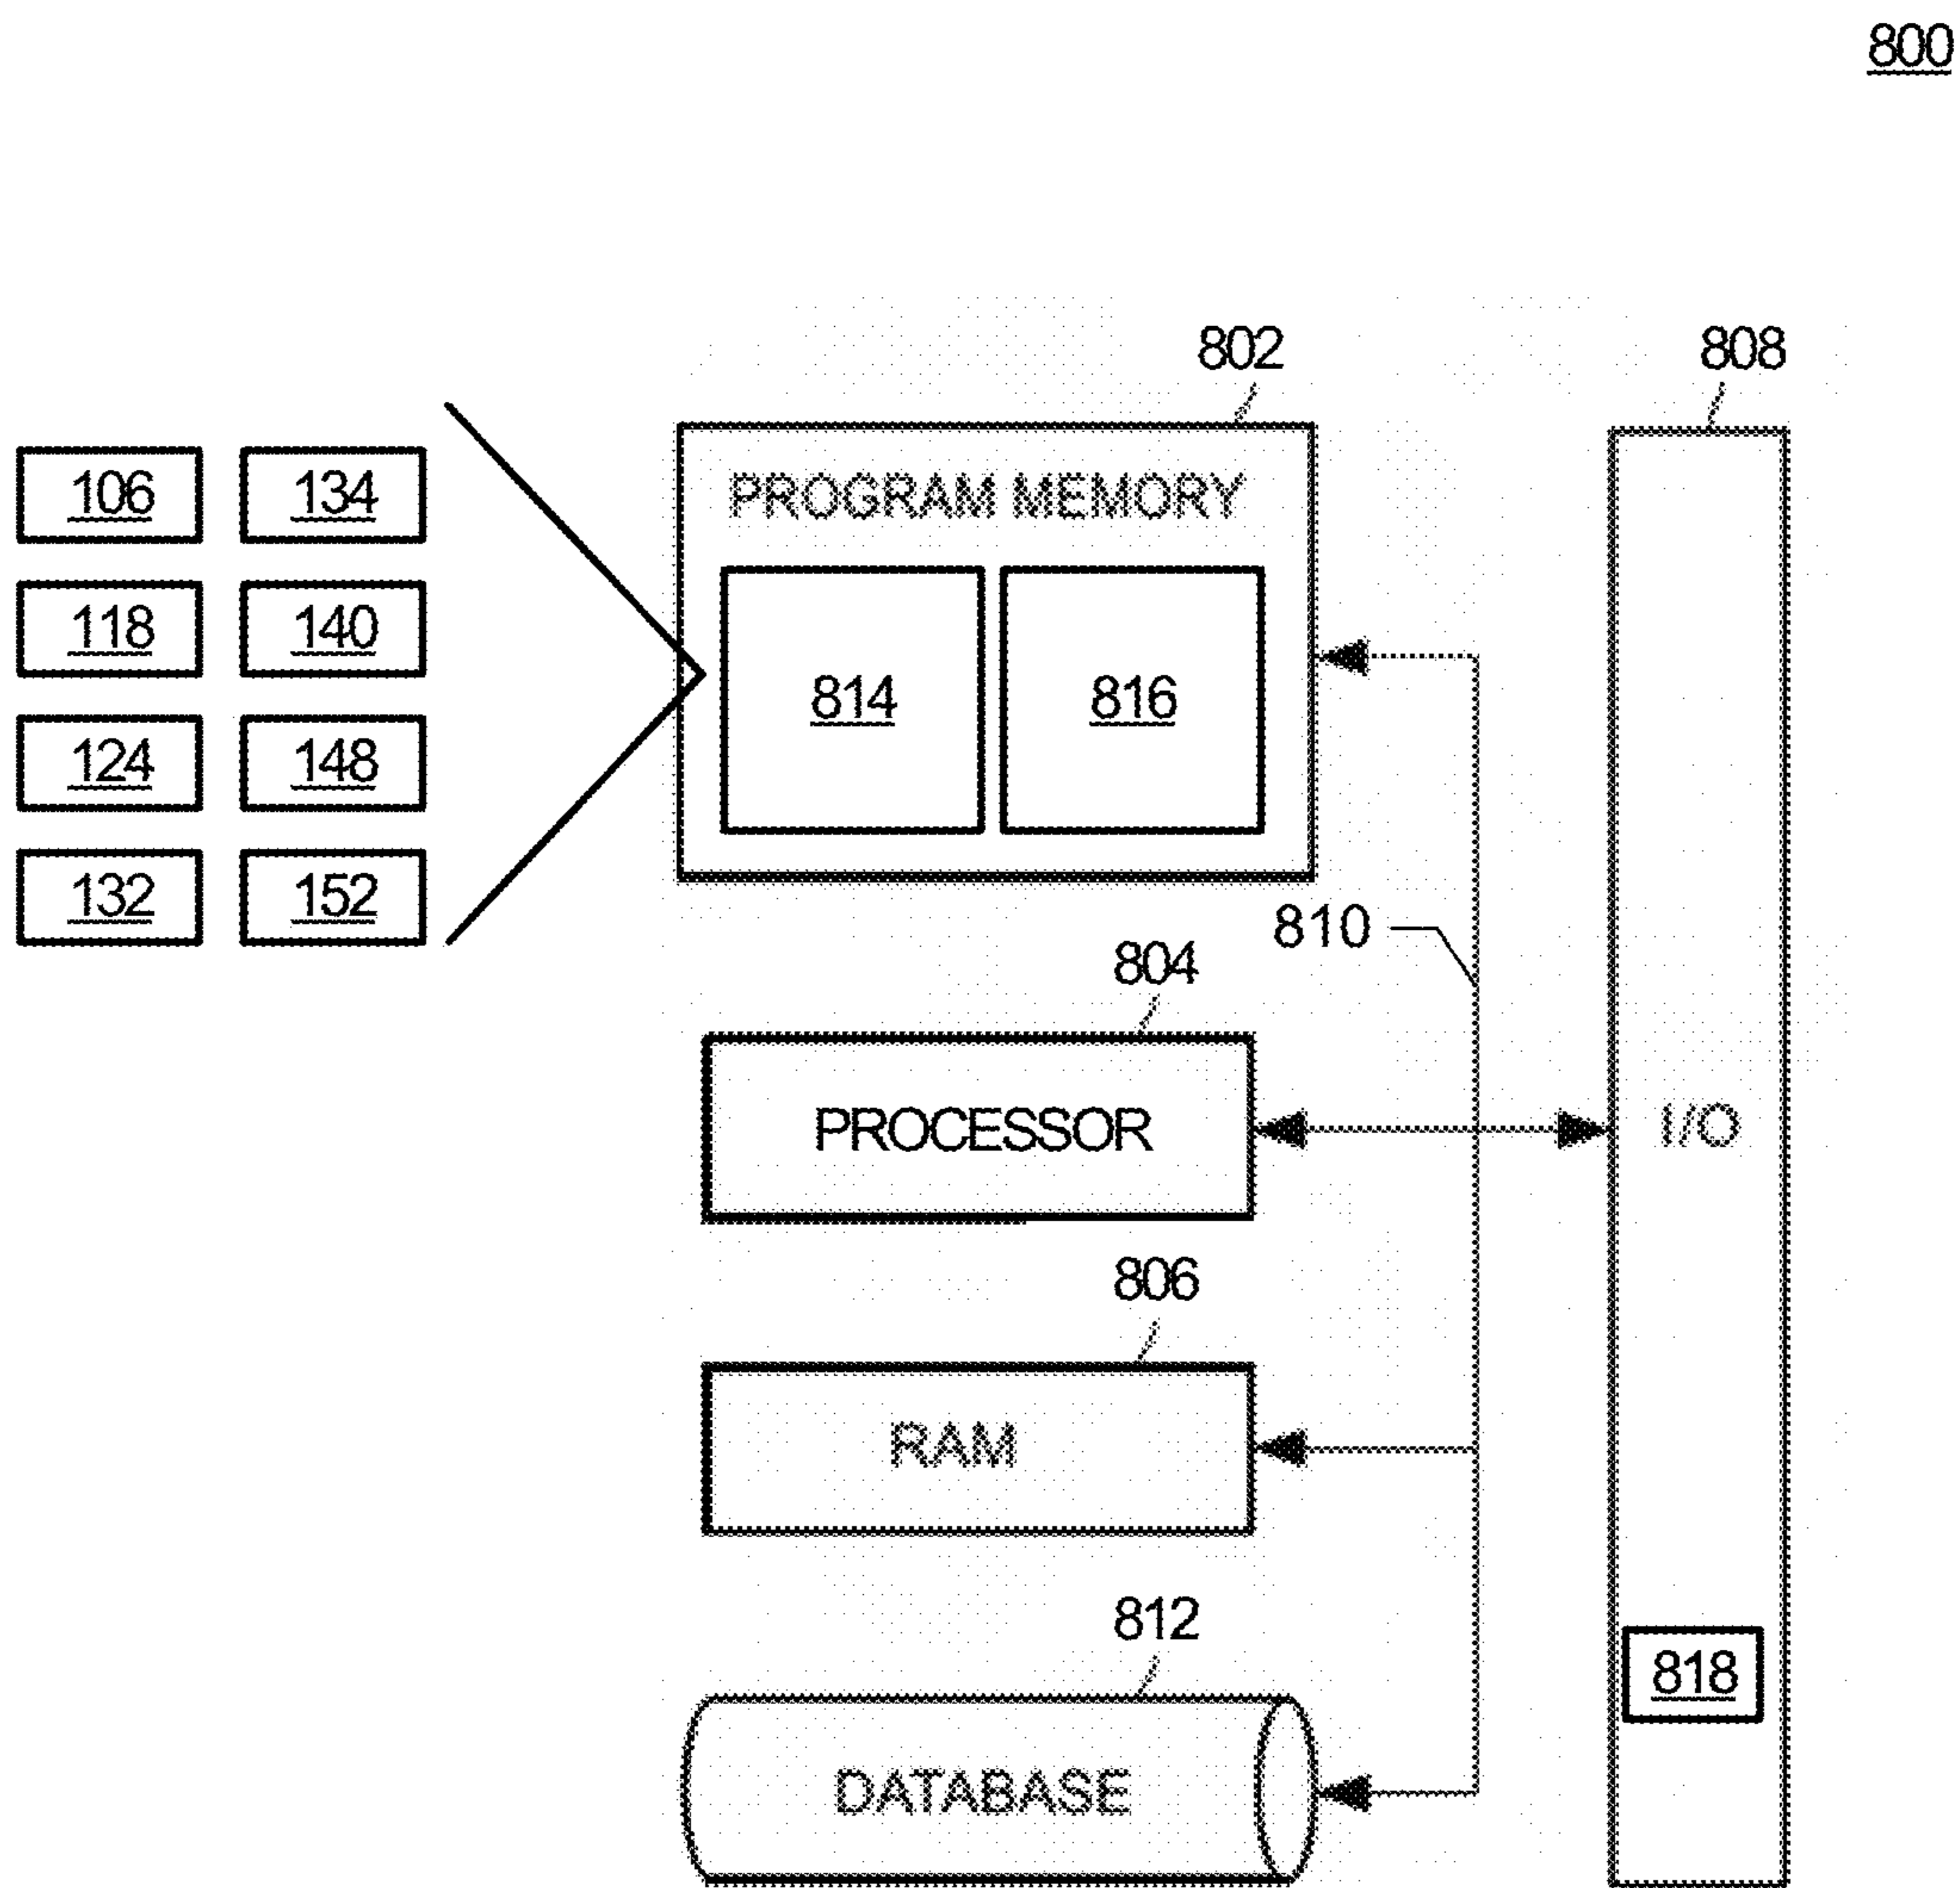 800
802
808
106 134
PROGRAM MEMORY
118 140
814 816
124 148
132 152
810
804
PROCESSOR
I/O
806
RAM
812
818
DATABASE